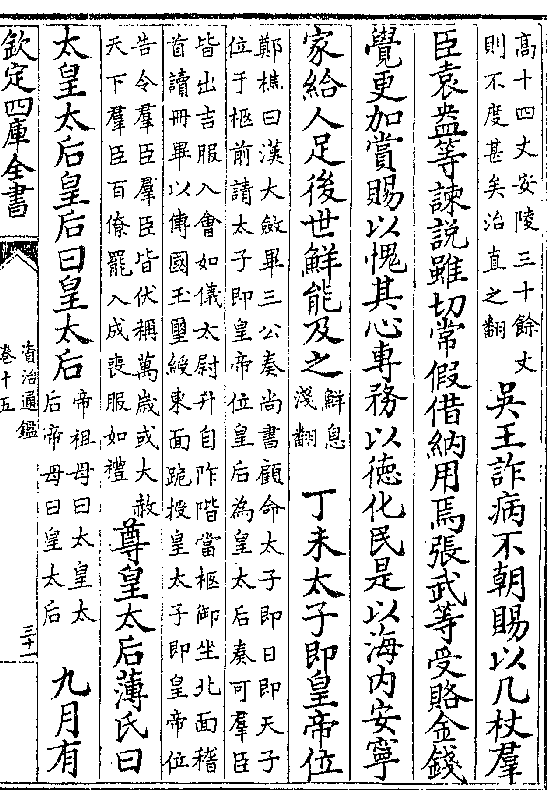 高十四丈安陵三十餘丈
則不度甚矣治直之翻
吳王詐病不朝賜以几杖羣
臣袁盎等諫說雖切常假借納用焉張武等受賂金錢
覺更加賞賜以愧其心專務以德化民是以海內安寧
家給人足後世鮮能及之
鮮息
淺翻
丁未太子即皇帝位
鄭樵曰漢大斂畢三公奏尚書顧命太子即日即天子
位于柩前請太子即皇帝位皇后為皇太后奏可羣臣
皆出吉服入會如儀太尉升自阼階當柩御坐北面稽
首讀冊畢以傳國玉璽綬東面跪授皇太子即皇帝位
告令羣臣羣臣皆伏稱萬歲或大赦
天下羣臣百僚罷入成喪服如禮
尊皇太后薄氏曰
太皇太后皇后曰皇太后
帝祖母曰太皇太
后帝母曰皇太后
九月有
欽定四庫全書
資治通鑑
卷十五
三十一